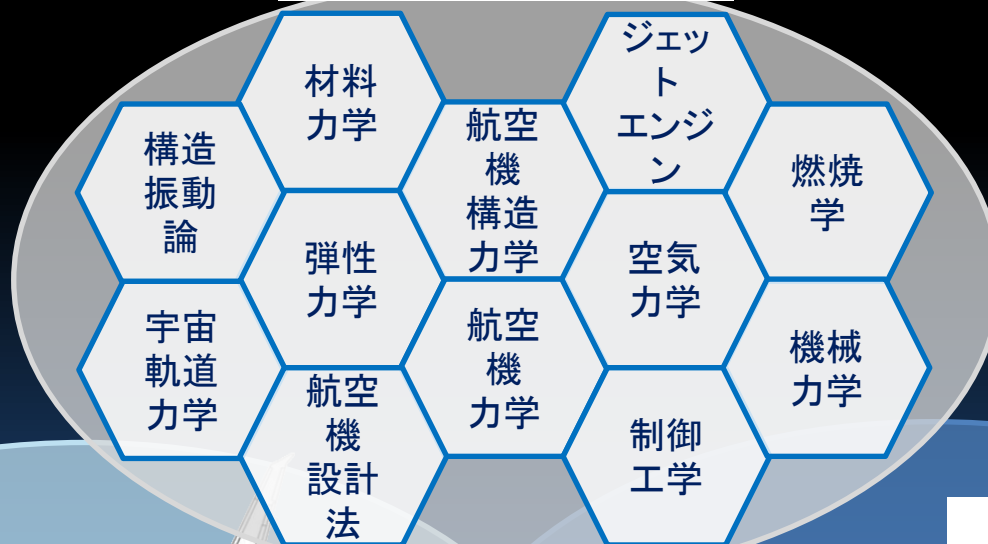 材料
力学
ジェッ
ト
エンジ
ン
構造
振動
論
航空
機
構造
力学
燃焼
学
弾性
力学
空気
力学
宇宙
軌道
力学
航空
機
力学
機械
力学
航空
機
設計
法
制御
工学